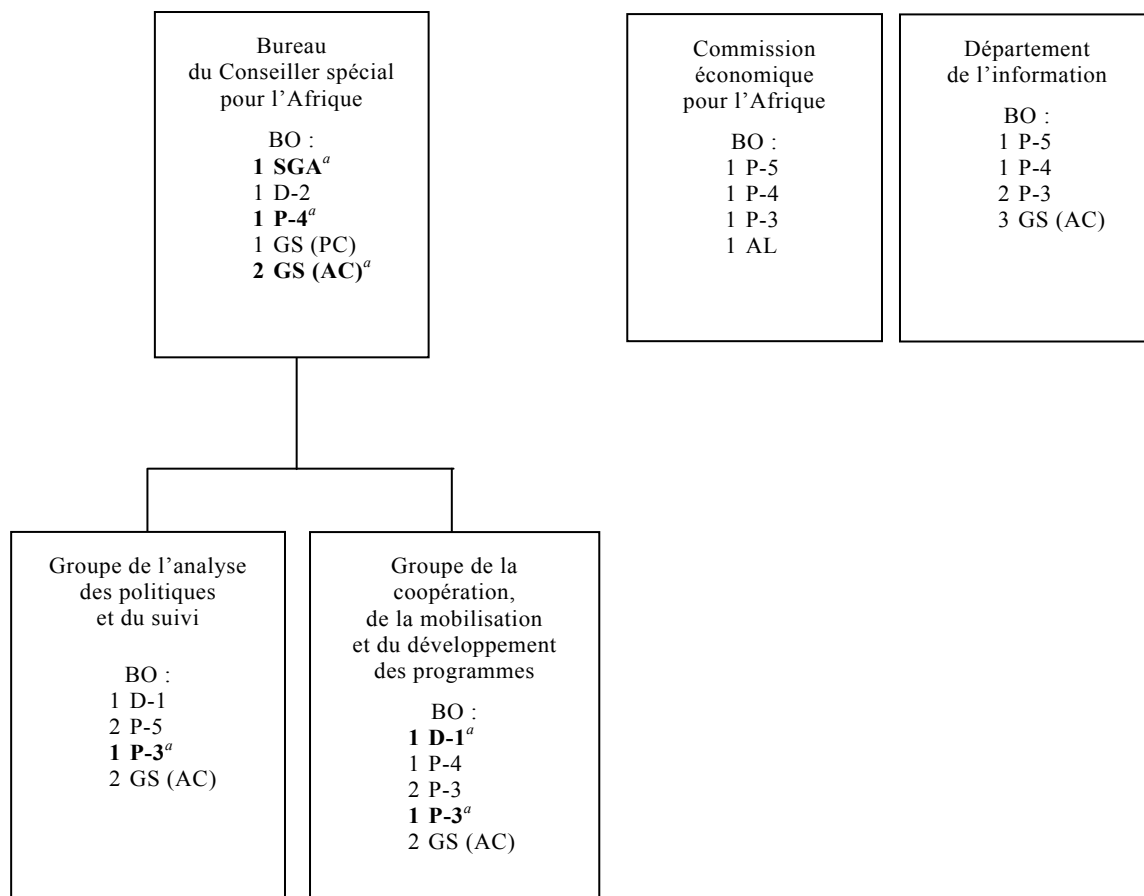 Bureau
du Conseiller spécial
pour l’Afrique
BO :
1 SGAᵃ
1 D-2
1 P-4ᵃ
1 GS (PC)
2 GS (AC)ᵃ
Commission
économique
pour l’Afrique
BO :
1 P-5
1 P-4
1 P-3
1 AL
Département
de l’information
BO :
1 P-5
1 P-4
2 P-3
3 GS (AC)
Groupe de l’analyse
des politiques
et du suivi
BO :
1 D-1
2 P-5
1 P-3ᵃ
2 GS (AC)
Groupe de la
coopération,
de la mobilisation
et du développement
des programmes
BO :
1 D-1ᵃ
1 P-4
2 P-3
1 P-3ᵃ
2 GS (AC)